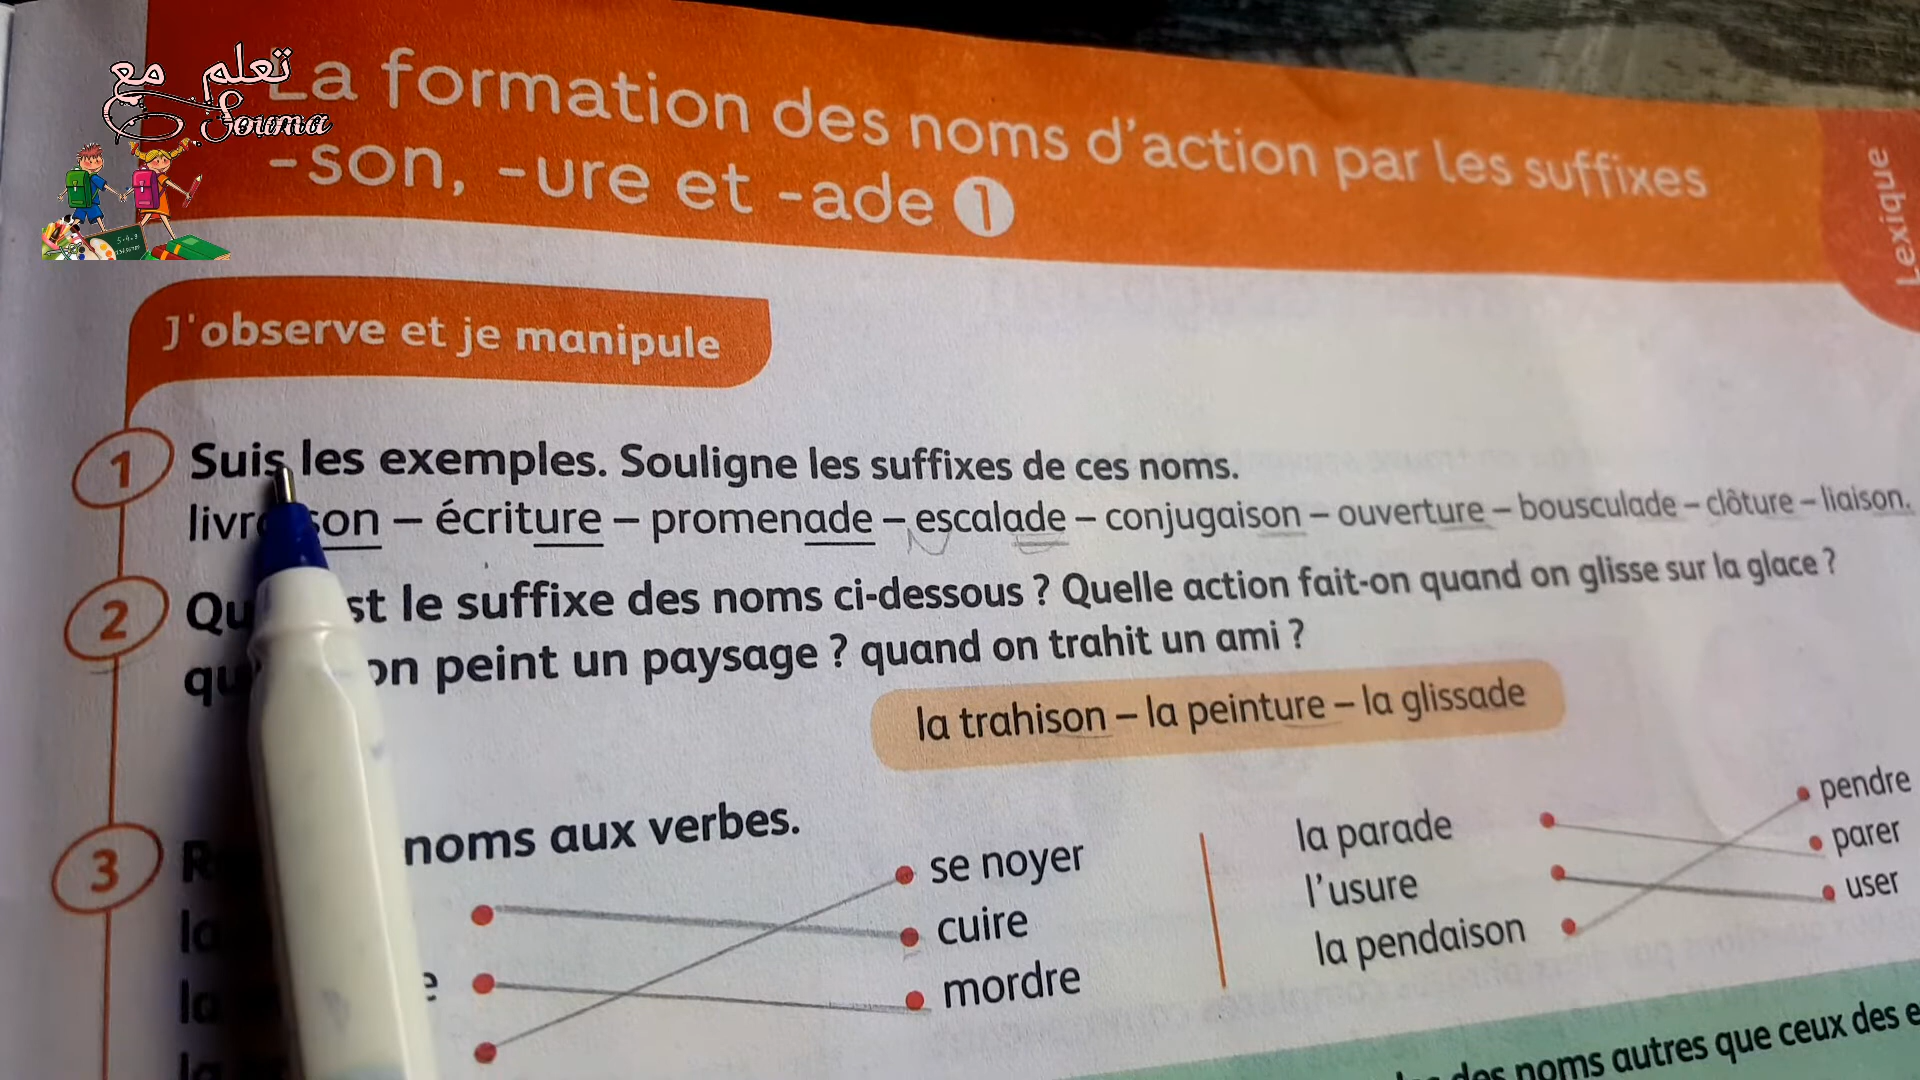 تعلم مع
Souma
La formation des noms d'action par les suffixes
-son, -ure et -ade 1
Lexique
J'observe et je manipule
1 Suis les exemples. Souligne les suffixes de ces noms.
son – écriture – promenade – escalade – conjugaison – ouverture – bousculade – clôture – liaison.
2 le suffixe des noms ci-dessous ? Quelle action fait-on quand on glisse sur la glace ?
on peint un paysage ? quand on trahit un ami ?
la trahison – la peinture – la glissade
3 noms aux verbes.
se noyer
cuire
mordre
la parade
l'usure
la pendaison
pendre
parer
user
des noms autres que ceux des